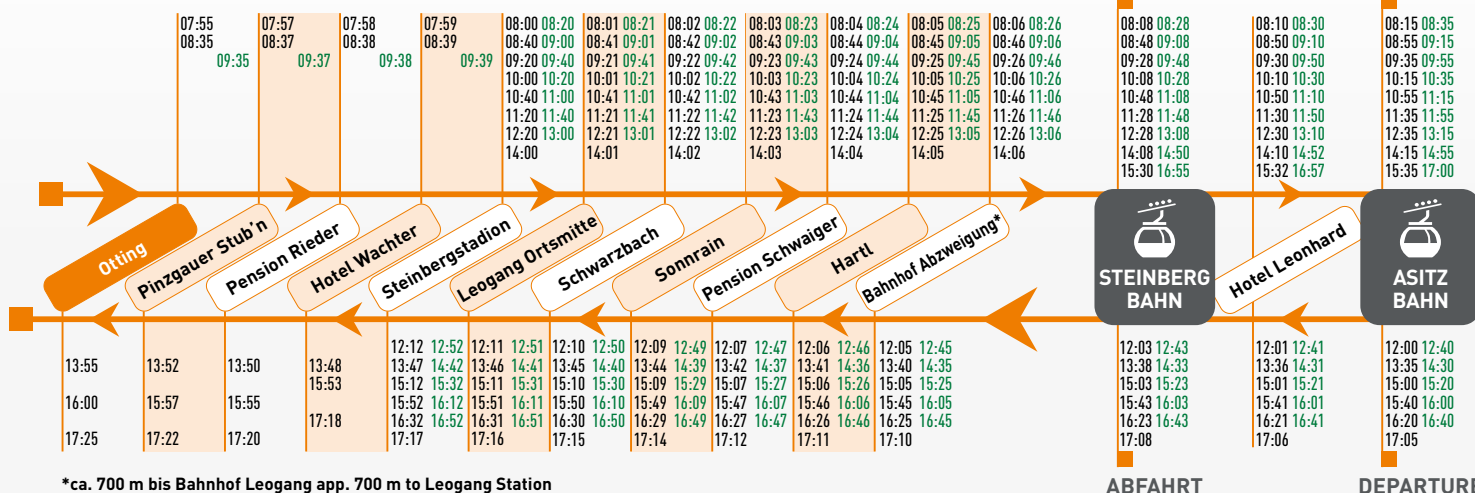 07:55 07:57 07:58 07:59 08:00 08:20 08:01 08:21 08:02 08:22 08:03 08:23 08:04 08:24 08:05 08:25 08:06 08:26 08:08 08:28 08:10 08:30 08:15 08:35
08:35 08:37 08:38 08:39 08:40 09:00 08:41 09:01 08:42 09:02 08:43 09:03 08:44 09:04 08:45 09:05 08:46 09:06 08:48 09:08 08:50 09:10 08:55 09:15
09:35 09:37 09:38 09:39 09:20 09:40 09:21 09:41 09:22 09:42 09:23 09:43 09:24 09:44 09:25 09:45 09:26 09:46 09:28 09:48 09:30 09:50 09:35 09:55
10:00 10:20 10:01 10:21 10:02 10:22 10:03 10:23 10:04 10:24 10:05 10:25 10:06 10:26 10:08 10:28 10:10 10:30 10:15 10:35
10:40 11:00 10:41 11:01 10:42 11:02 10:43 11:03 10:44 11:04 10:45 11:05 10:46 11:06 10:48 11:08 10:50 11:10 10:55 11:15
11:20 11:40 11:21 11:41 11:22 11:42 11:23 11:43 11:24 11:44 11:25 11:45 11:26 11:46 11:28 11:48 11:30 11:50 11:35 11:55
12:20 13:00 12:21 13:01 12:22 13:02 12:23 13:03 12:24 13:04 12:25 13:05 12:26 13:06 12:28 13:08 12:30 13:10 12:35 13:15
14:00 14:01 14:02 14:03 14:04 14:05 14:06 14:08 14:50 14:10 14:52 14:15 14:55
15:30 16:55 15:32 16:57 15:35 17:00
Otting
Pinzgauer Stub'n
Pension Rieder
Hotel Wachter
Steinbergstadion
Leogang Ortsmitte
Schwarzbach
Sonnrain
Pension Schwaiger
Hartl
Bahnhof Abzweigung*
STEINBERG
BAHN
Hotel Leonhard
ASITZ
BAHN
12:12 12:52 12:11 12:51 12:10 12:50 12:09 12:49 12:07 12:47 12:06 12:46 12:05 12:45 12:03 12:43 12:01 12:41 12:00 12:40
13:55 13:52 13:50 13:48 13:47 14:42 13:46 14:41 13:45 14:40 13:44 14:39 13:42 14:37 13:41 14:36 13:40 14:35 13:38 14:33 13:36 14:31 13:35 14:30
15:53 15:12 15:32 15:11 15:31 15:10 15:30 15:09 15:29 15:07 15:27 15:06 15:26 15:05 15:25 15:03 15:23 15:01 15:21 15:00 15:20
16:00 15:57 15:55 15:52 16:12 15:51 16:11 15:50 16:10 15:49 16:09 15:47 16:07 15:46 16:06 15:45 16:05 15:43 16:03 15:41 16:01 15:40 16:00
17:18 16:32 16:52 16:31 16:51 16:30 16:50 16:29 16:49 16:27 16:47 16:26 16:46 16:25 16:45 16:23 16:43 16:21 16:41 16:20 16:40
17:25 17:22 17:20 17:17 17:16 17:15 17:14 17:12 17:11 17:10 17:08 17:06 17:05
*ca. 700 m bis Bahnhof Leogang app. 700 m to Leogang Station
ABFAHRT
DEPARTURE